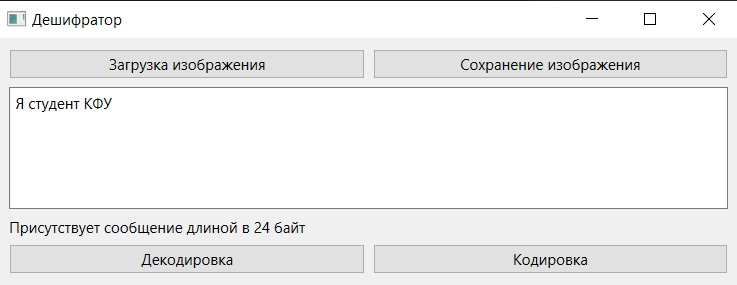 Дешифратор
Загрузка изображения
Сохранение изображения
Я студент КФУ
Присутствует сообщение длиной в 24 байт
Декодировка
Кодировка